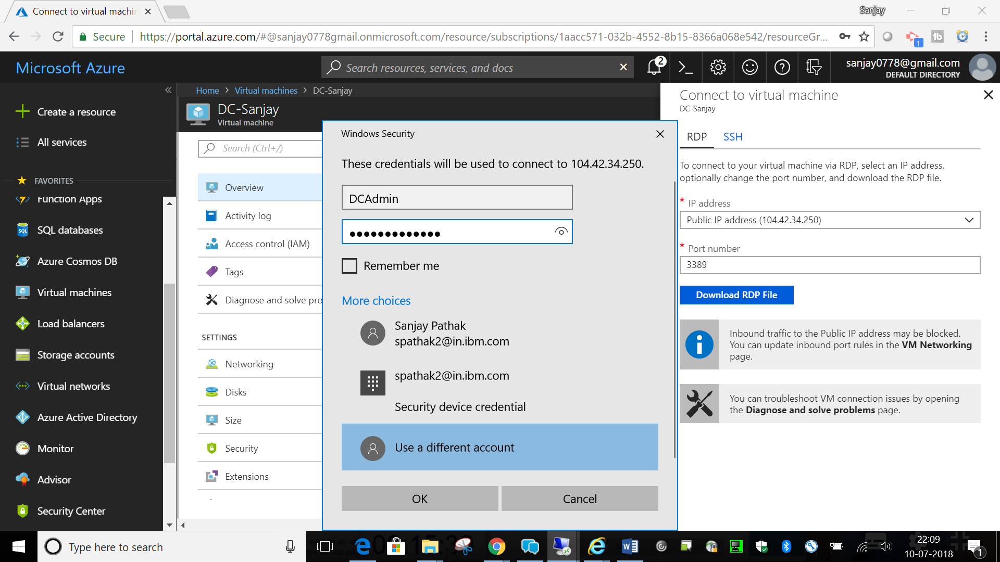 Connect to virtual machin
Sanjay
Secure
https://portal.azure.com/#@sanjay0778gmail.onmicrosoft.com/resource/subscriptions/1aacc571-032b-4552-8b15-8366a068e542/resourceGr...
1
Microsoft Azure
Search resources, services, and docs
2
sanjay0778@gmail.com
DEFAULT DIRECTORY
Create a resource
All services
FAVORITES
Function Apps
SQL databases
SQL
Azure Cosmos DB
Virtual machines
Load balancers
Storage accounts
Virtual networks
Azure Active Directory
Monitor
Advisor
Security Center
Home > Virtual machines > DC-Sanjay
DC-Sanjay
Virtual machine
Search (Ctrl+/)
Overview
Activity log
Access control (IAM)
Tags
Diagnose and solve pro
SETTINGS
Networking
Disks
Size
Security
Extensions
Windows Security
These credentials will be used to connect to 104.42.34.250.
DCAdmin
Remember me
More choices
Sanjay Pathak
spathak2@in.ibm.com
spathak2@in.ibm.com
Security device credential
Use a different account
OK
Cancel
Connect to virtual machine
DC-Sanjay
RDP
SSH
To connect to your virtual machine via RDP, select an IP address,
optionally change the port number, and download the RDP file.
* IP address
Public IP address (104.42.34.250)
* Port number
3389
Download RDP File
Inbound traffic to the Public IP address may be blocked.
You can update inbound port rules in the VM Networking
page.
You can troubleshoot VM connection issues by opening
the Diagnose and solve problems page.
Type here to search
22:09
10-07-2018
1